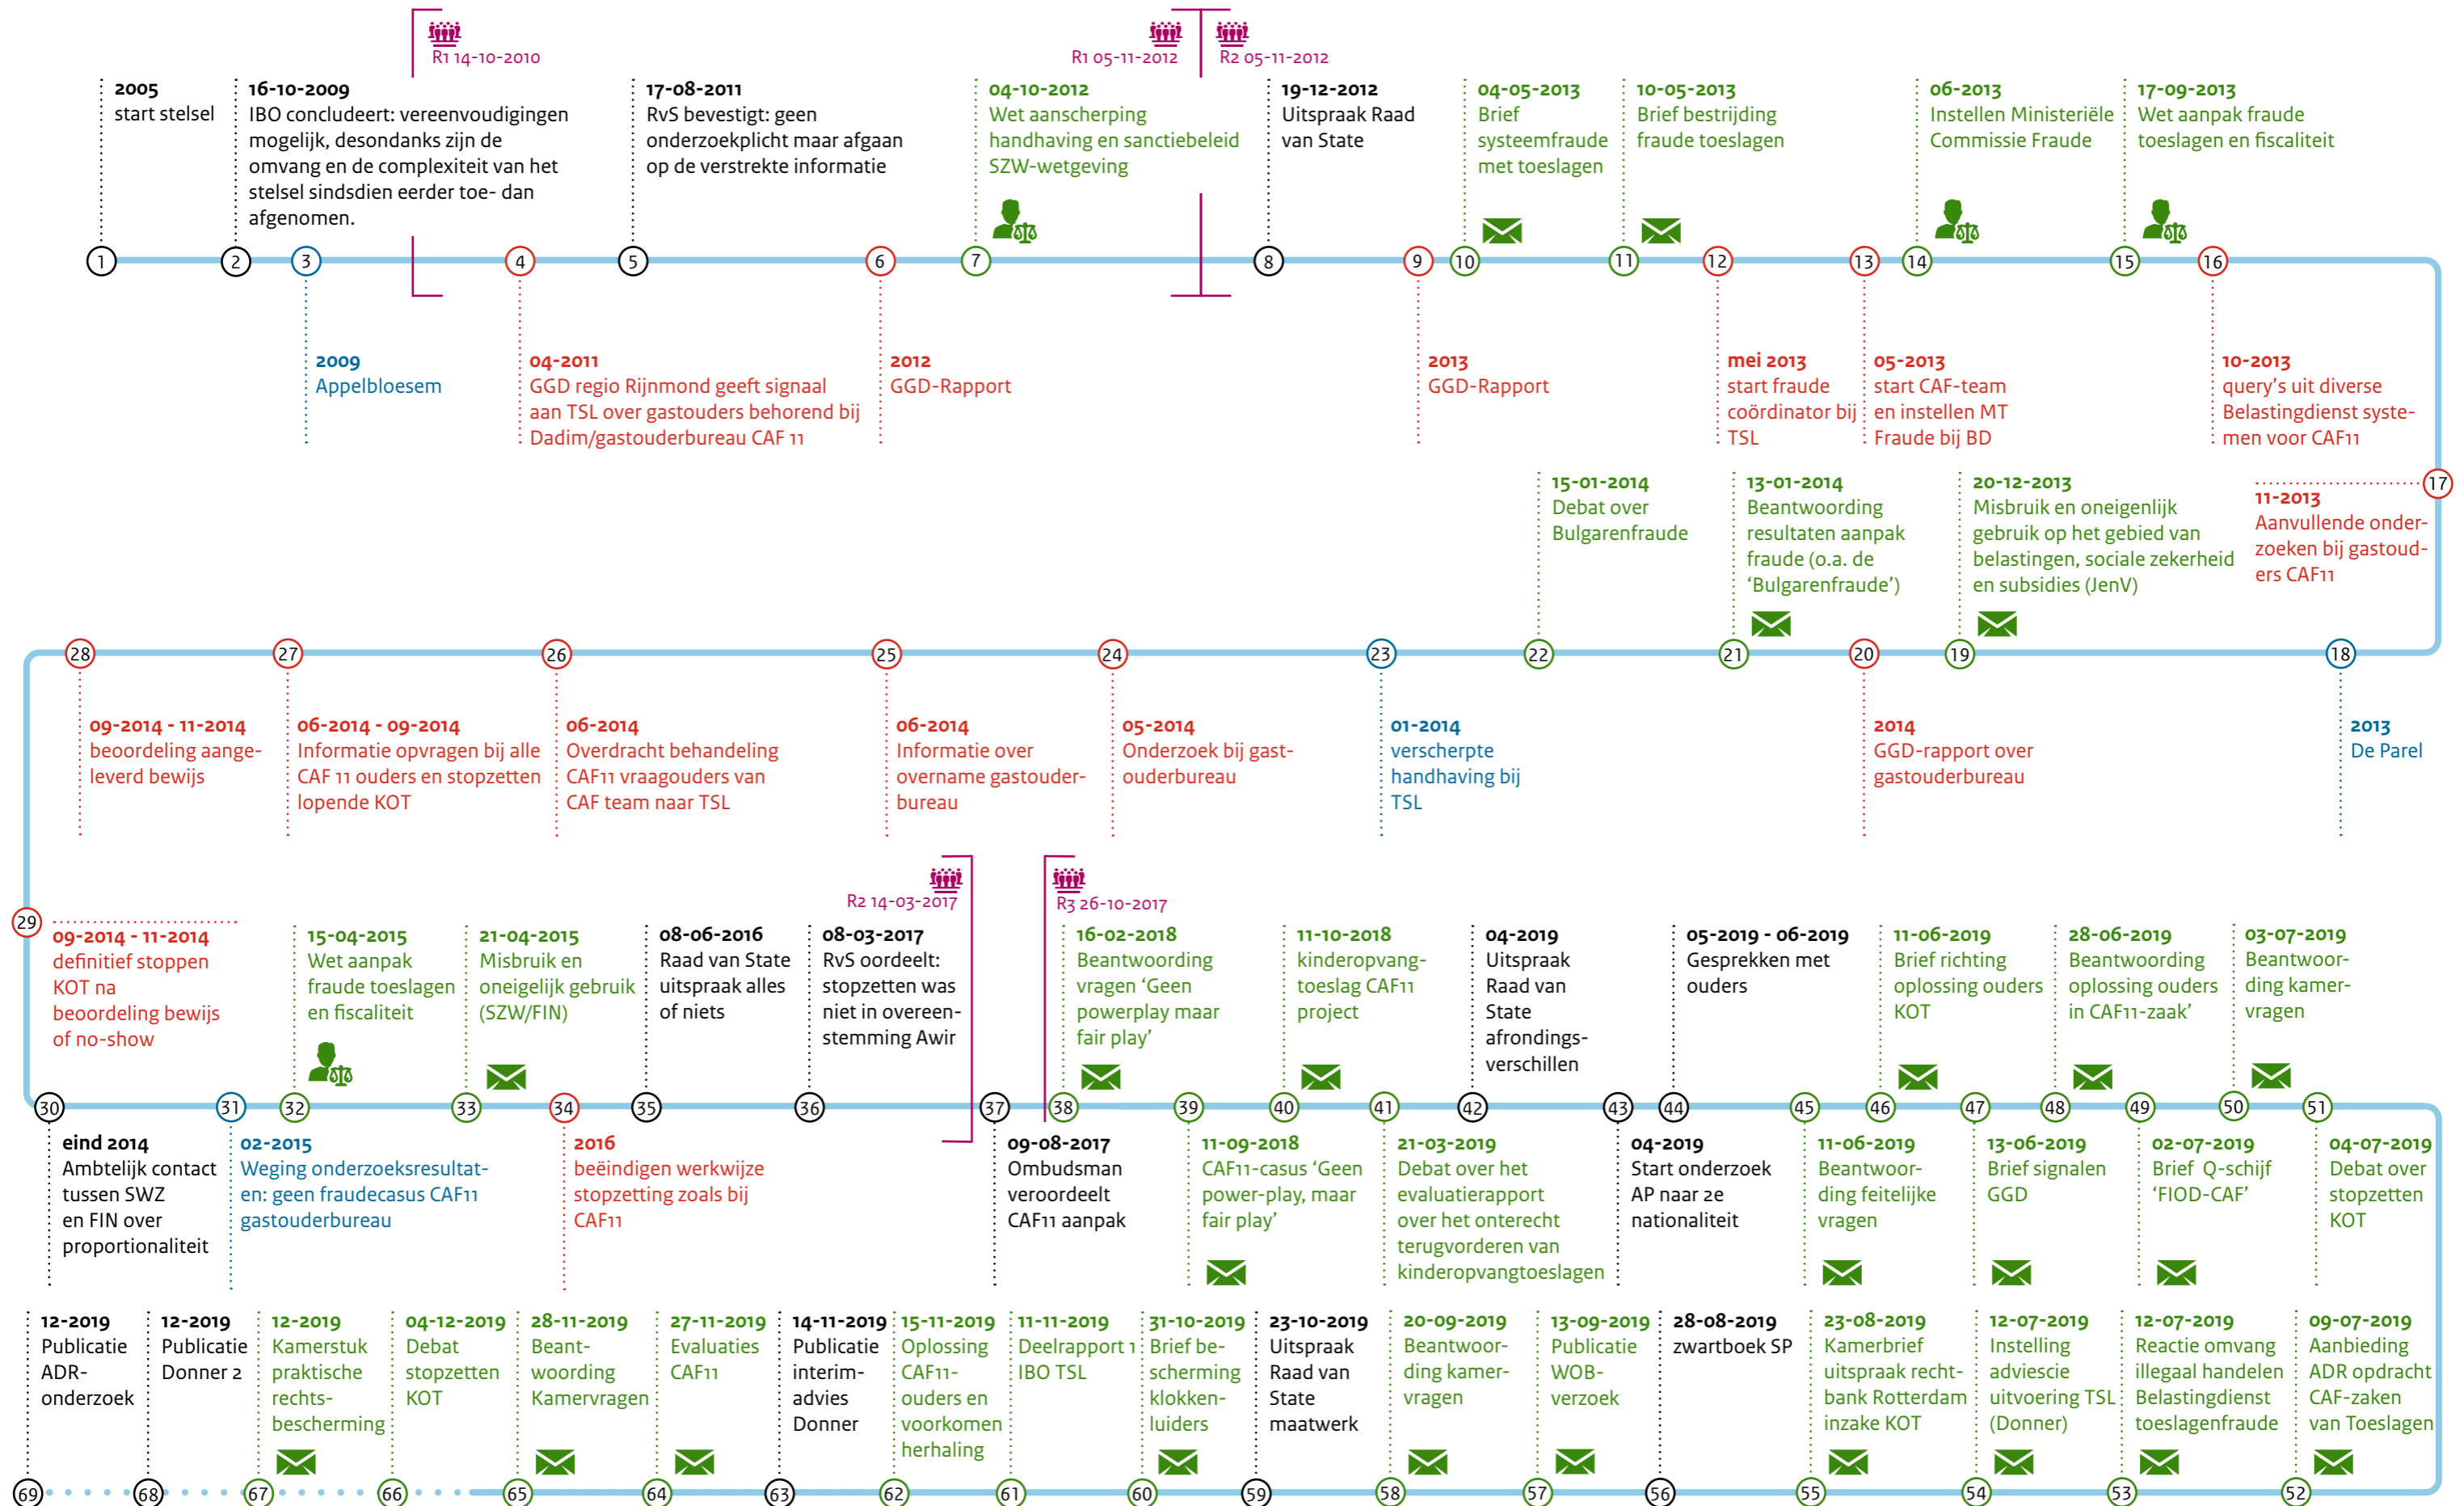 R1 14-10-2010
R1 05-11-2012
R2 05-11-2012
2005
start stelsel
16-10-2009
IBO concludeert: vereenvoudigingen
mogelijk, desondanks zijn de
omvang en de complexiteit van het
stelsel sindsdien eerder toe- dan
afgenomen.
17-08-2011
RvS bevestigt: geen
onderzoekplicht maar afgaan
op de verstrekte informatie
04-10-2012
Wet aanscherping
handhaving en sanctiebeleid
SZW-wetgeving
19-12-2012
Uitspraak Raad
van State
04-05-2013
Brief
systeemfraude
met toeslagen
10-05-2013
Brief bestrijding
fraude toeslagen
06-2013
Instellen Ministeriële
Commissie Fraude
17-09-2013
Wet aanpak fraude
toeslagen en fiscaliteit
1 2 3 4 5 6 7 8 9 10 11 12 13 14 15 16
2009
Appelbloesem
04-2011
GGD regio Rijnmond geeft signaal
aan TSL over gastouders behorend bij
Dadim/gastouderbureau CAF 11
2012
GGD-Rapport
2013
GGD-Rapport
mei 2013
start fraude
coördinator bij
TSL
05-2013
start CAF-team
en instellen MT
Fraude bij BD
10-2013
query's uit diverse
Belastingdienst syste-
men voor CAF11
17
11-2013
Aanvullende onder-
zoeken bij gastoud-
ers CAF11
15-01-2014
Debat over
Bulgarenfraude
13-01-2014
Beantwoording
resultaten aanpak
fraude (o.a. de
‘Bulgarenfraude’)
20-12-2013
Misbruik en oneigenlijk
gebruik op het gebied van
belastingen, sociale zekerheid
en subsidies (JenV)
28 27 26 25 24 23 22 21 20 19 18
09-2014 - 11-2014
beoordeling aange-
leverd bewijs
06-2014 - 09-2014
Informatie opvragen bij alle
CAF 11 ouders en stopzetten
lopende KOT
06-2014
Overdracht behandeling
CAF11 vraagouders van
CAF team naar TSL
06-2014
Informatie over
overname gastouder-
bureau
05-2014
Onderzoek bij gast-
ouderbureau
01-2014
verscherpte
handhaving bij
TSL
2014
GGD-rapport over
gastouderbureau
2013
De Parel
R2 14-03-2017
R3 26-10-2017
29
09-2014 - 11-2014
definitief stoppen
KOT na
beoordeling bewijs
of no-show
15-04-2015
Wet aanpak
fraude toeslagen
en fiscaliteit
21-04-2015
Misbruik en
oneigelijk gebruik
(SZW/FIN)
08-06-2016
Raad van State
uitspraak alles
of niets
08-03-2017
RvS oordeelt:
stopzetten was
niet in overeen-
stemming Awir
16-02-2018
Beantwoording
vragen ‘Geen
powerplay maar
fair play’
11-10-2018
kinderopvang-
toeslag CAF11
project
04-2019
Uitspraak
Raad van
State
afrondings-
verschillen
05-2019 - 06-2019
Gesprekken met
ouders
11-06-2019
Brief richting
oplossing ouders
KOT
28-06-2019
Beantwoording
oplossing ouders
in CAF11-zaak’
03-07-2019
Beantwoor-
ding kamer-
vragen
30 31 32 33 34 35 36 37 38 39 40 41 42 43 44 45 46 47 48 49 50 51
eind 2014
Ambtelijk contact
tussen SWZ
en FIN over
proportionaliteit
02-2015
Weging onderzoeksresultat-
en: geen fraudecasus CAF11
gastouderbureau
2016
beëindigen werkwijze
stopzetting zoals bij
CAF11
09-08-2017
Ombudsman
veroordeelt
CAF11 aanpak
11-09-2018
CAF11-casus ‘Geen
power-play, maar
fair play’
21-03-2019
Debat over het
evaluatierapport
over het onterecht
terugvorderen van
kinderopvangtoeslagen
04-2019
Start onderzoek
AP naar 2e
nationaliteit
11-06-2019
Beantwoor-
ding feitelijke
vragen
13-06-2019
Brief signalen
GGD
02-07-2019
Brief Q-schijf
‘FIOD-CAF’
04-07-2019
Debat over
stopzetten
KOT
12-2019
Publicatie
ADR-
onderzoek
12-2019
Publicatie
Donner 2
12-2019
Kamerstuk
praktische
rechts-
bescherming
04-12-2019
Debat
stopzetten
KOT
28-11-2019
Beant-
woording
Kamervragen
27-11-2019
Evaluaties
CAF11
14-11-2019
Publicatie
interim-
advies
Donner
15-11-2019
Oplossing
CAF11-
ouders en
voorkomen
herhaling
11-11-2019
Deelrapport 1
IBO TSL
31-10-2019
Brief be-
scherming
klokken-
luiders
23-10-2019
Uitspraak
Raad van
State
maatwerk
20-09-2019
Beantwoor-
ding kamer-
vragen
13-09-2019
Publicatie
WOB-
verzoek
28-08-2019
zwartboek SP
23-08-2019
Kamerbrief
uitspraak recht-
bank Rotterdam
inzake KOT
12-07-2019
Instelling
adviescie
uitvoering TSL
(Donner)
12-07-2019
Reactie omvang
illegaal handelen
Belastingdienst
toeslagenfraude
09-07-2019
Aanbieding
ADR opdracht
CAF-zaken
van Toeslagen
69 68 67 66 65 64 63 62 61 60 59 58 57 56 55 54 53 52